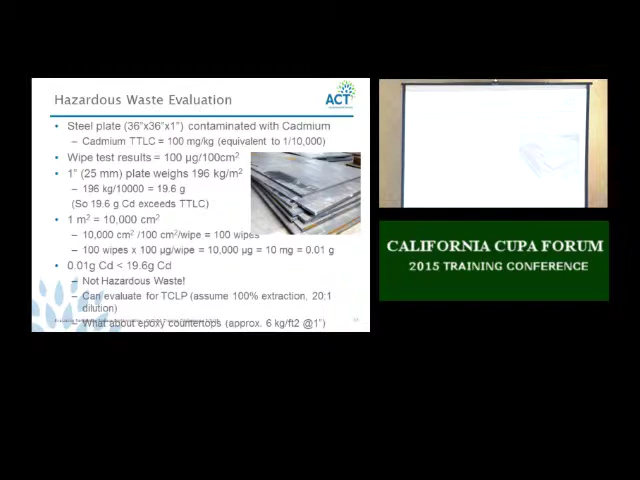 Hazardous Waste Evaluation
ACT
• Steel plate (36"x36"x1") contaminated with Cadmium
– Cadmium TTLC = 100 mg/kg (equivalent to 1/10,000)
• Wipe test results = 100 µg/100cm²
• 1" (25 mm) plate weighs 196 kg/m²
– 196 kg/10000 = 19.6 g
(So 19.6 g Cd exceeds TTLC)
• 1 m² = 10,000 cm²
– 10,000 cm² /100 cm²/wipe = 100 wipes
– 100 wipes x 100 µg/wipe = 10,000 µg = 10 mg = 0.01 g
• 0.01g Cd < 19.6g Cd
– Not Hazardous Waste!
– Can evaluate for TCLP (assume 100% extraction, 20:1
dilution)
– What about epoxy countertops (approx. 6 kg/ft2 @1")
CALIFORNIA CUPA FORUM
2015 TRAINING CONFERENCE